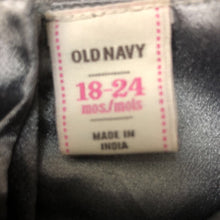 OLD NAVY
18-24
mos./mois
MADE IN
INDIA